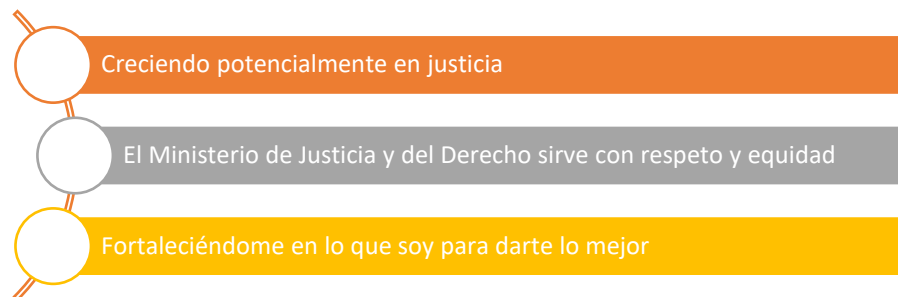 Creciendo potencialmente en justicia
El Ministerio de Justicia y del Derecho sirve con respeto y equidad
Fortaleciéndome en lo que soy para darte lo mejor